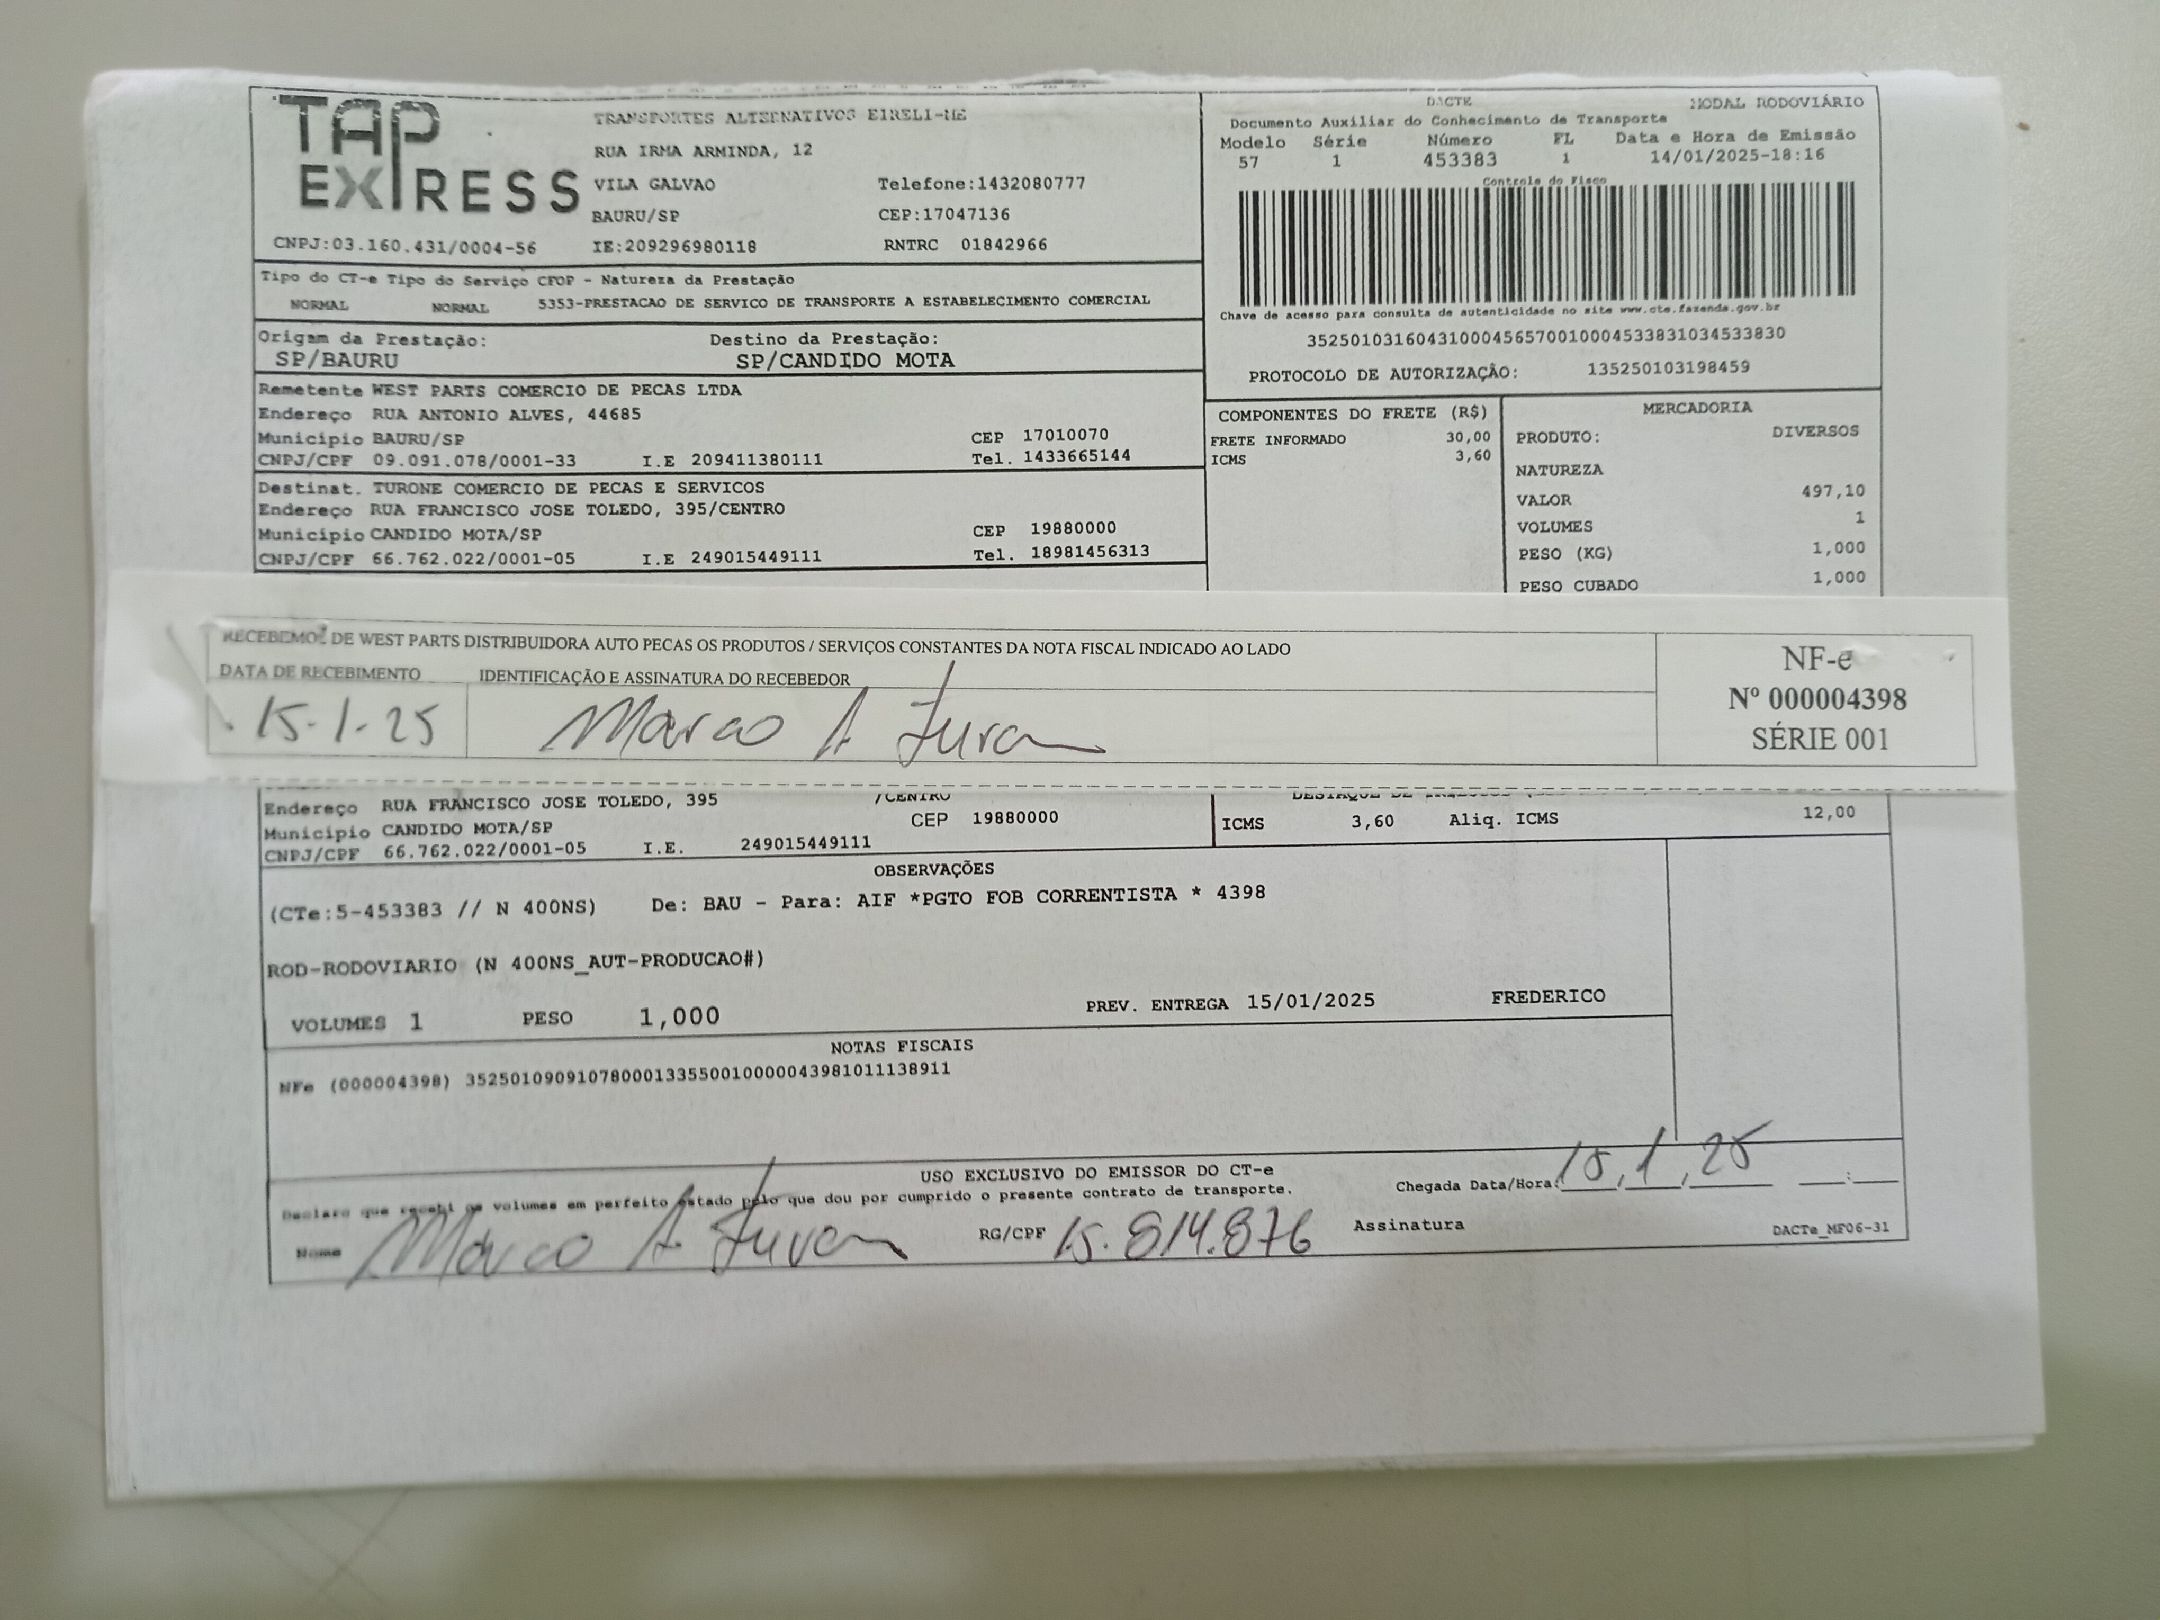 TAP
EXPRESS
TRANSPORTES ALTERNATIVOS EIRELI-ME
RUA IRMA ARMINDA, 12
VILA GALVAO Telefone:1432080777
BAURU/SP CEP:17047136
CNPJ:03.160.431/0004-56 IE:209296980118 RNTRC 01842966
DACTE MODAL RODOVIÁRIO
Documento Auxiliar do Conhecimento de Transporte
Modelo Série Número FL Data e Hora de Emissão
57 1 453383 1 14/01/2025-18:16
Controle do Fisco
Chave de acesso para consulta de autenticidade no site www.cte.fazenda.gov.br
35250103160431000456570010004533831034533830
PROTOCOLO DE AUTORIZAÇÃO: 135250103198459
Tipo do CT-e Tipo do Serviço CFOP - Natureza da Prestação
NORMAL NORMAL 5353-PRESTACAO DE SERVICO DE TRANSPORTE A ESTABELECIMENTO COMERCIAL
Origem da Prestação: Destino da Prestação:
SP/BAURU SP/CANDIDO MOTA
Remetente WEST PARTS COMERCIO DE PECAS LTDA
Endereço RUA ANTONIO ALVES, 44685
Município BAURU/SP CEP 17010070
CNPJ/CPF 09.091.078/0001-33 I.E 209411380111 Tel. 1433665144
Destinat. TURONE COMERCIO DE PECAS E SERVICOS
Endereço RUA FRANCISCO JOSE TOLEDO, 395/CENTRO
Município CANDIDO MOTA/SP CEP 19880000
CNPJ/CPF 66.762.022/0001-05 I.E 249015449111 Tel. 18981456313
COMPONENTES DO FRETE (R$)
FRETE INFORMADO 30,00
ICMS 3,60
MERCADORIA
PRODUTO: DIVERSOS
NATUREZA
VALOR 497,10
VOLUMES 1
PESO (KG) 1,000
PESO CUBADO 1,000
RECEBEMOS DE WEST PARTS DISTRIBUIDORA AUTO PECAS OS PRODUTOS / SERVIÇOS CONSTANTES DA NOTA FISCAL INDICADO AO LADO
DATA DE RECEBIMENTO IDENTIFICAÇÃO E ASSINATURA DO RECEBEDOR
15-1-25 Marco A
NF-e
Nº 000004398
SÉRIE 001
Endereço RUA FRANCISCO JOSE TOLEDO, 395 /CENTRO
Município CANDIDO MOTA/SP CEP 19880000
CNPJ/CPF 66.762.022/0001-05 I.E. 249015449111
ICMS 3,60 Aliq. ICMS 12,00
OBSERVAÇÕES
(CTe:5-453383 // N 400NS) De: BAU - Para: AIF *PGTO FOB CORRENTISTA * 4398
ROD-RODOVIARIO (N 400NS_AUT-PRODUCAO#)
VOLUMES 1 PESO 1,000 PREV. ENTREGA 15/01/2025 FREDERICO
NOTAS FISCAIS
NFe (000004398) 35250109091078000133550010000043981011138911
USO EXCLUSIVO DO EMISSOR DO CT-e
Declaro que recebi os volumes em perfeito estado pelo que dou por cumprido o presente contrato de transporte.
Chegada Data/Hora: 15,1,25 :
Nome Marco A RG/CPF 15.814.876 Assinatura
DACTe_MF06-31